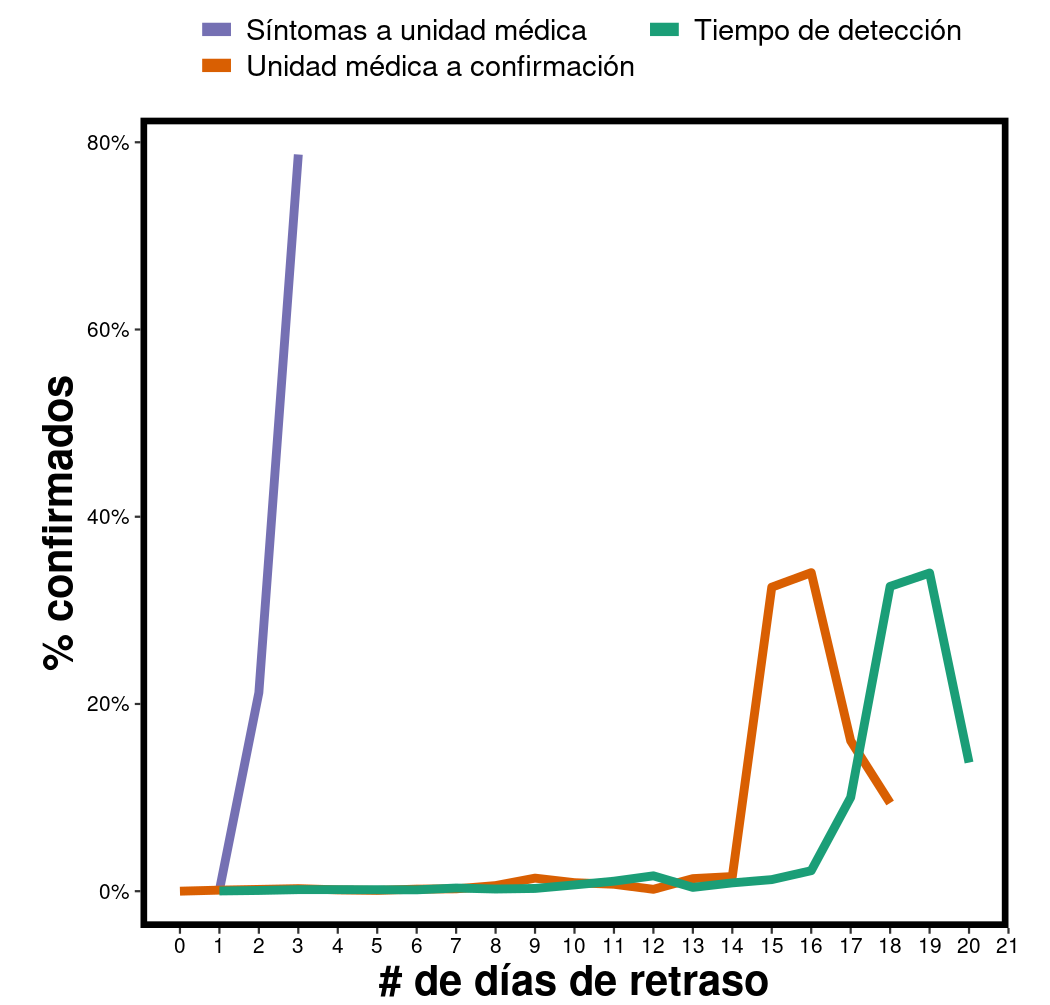 Síntomas a unidad médica
Tiempo de detección
Unidad médica a confirmación
80%
60%
40%
20%
0%
% confirmados
0 1 2 3 4 5 6 7 8 9 10 11 12 13 14 15 16 17 18 19 20 21
# de días de retraso